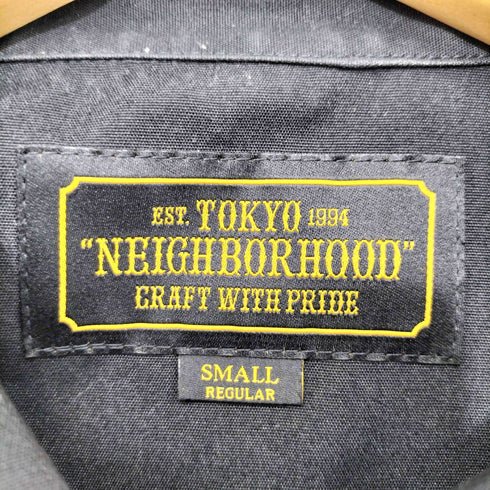 EST. TOKYO 1994
"NEIGHBORHOOD"
CRAFT WITH PRIDE
SMALL
REGULAR